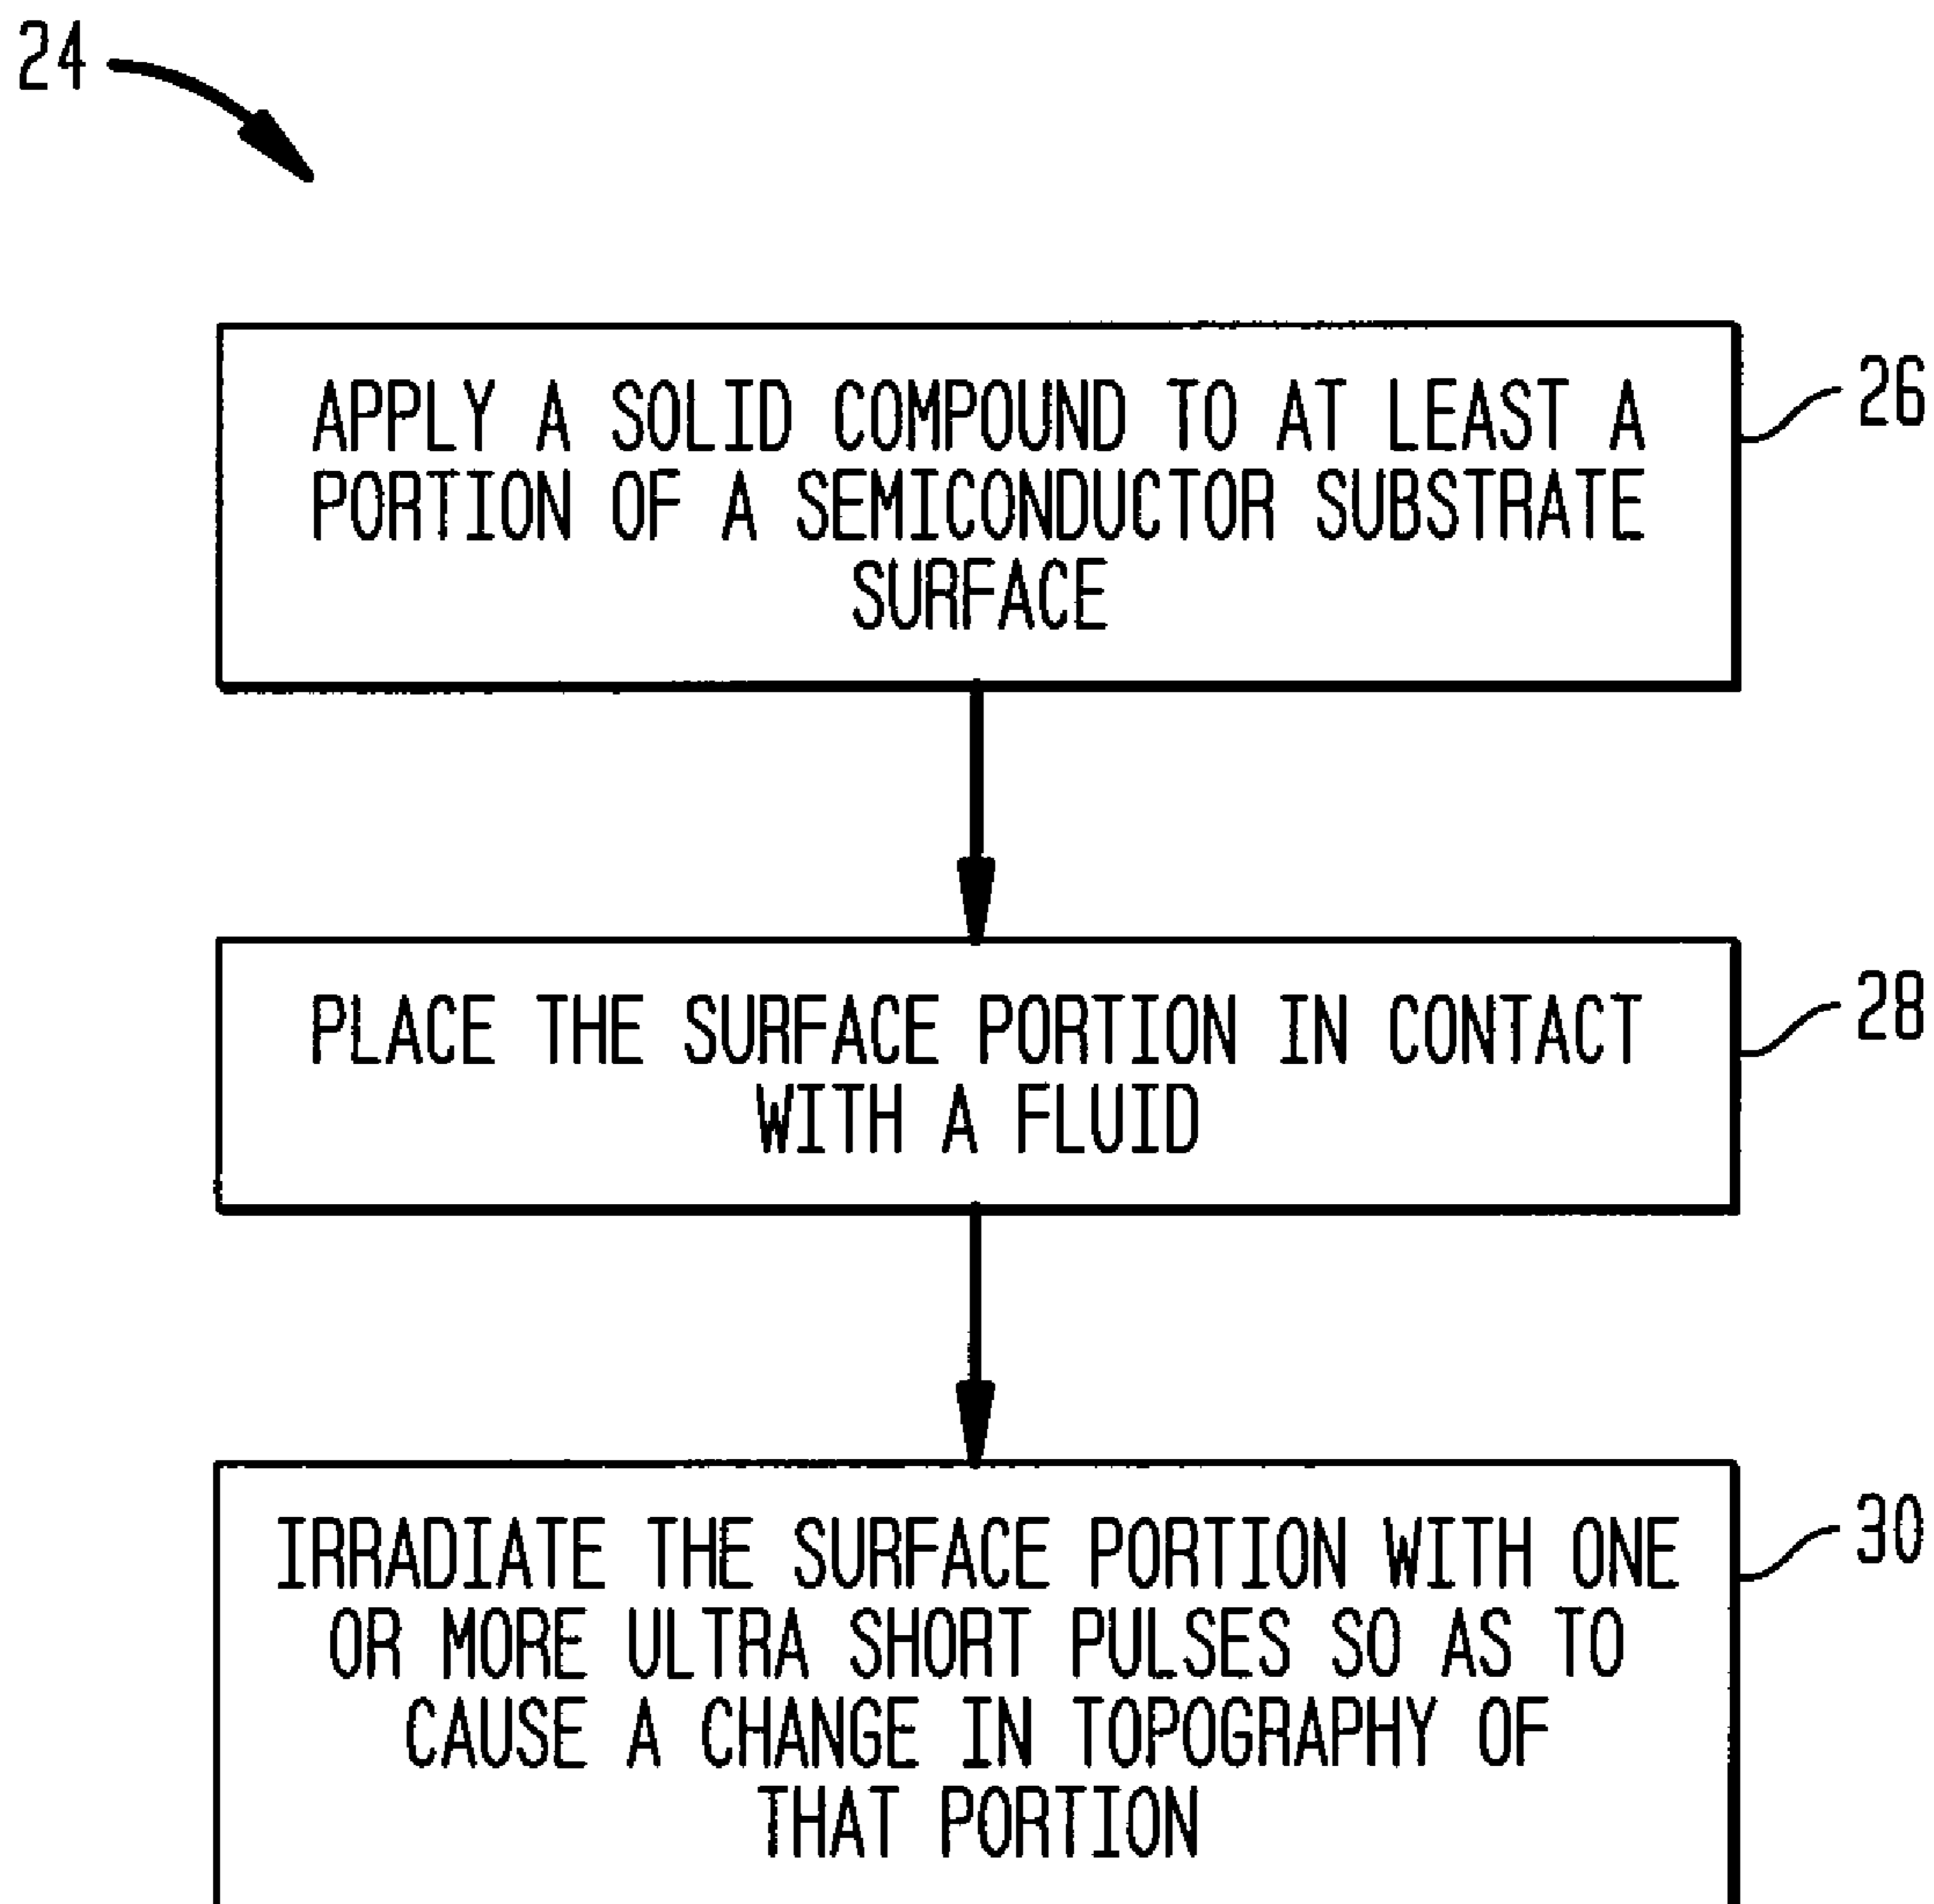 24
APPLY A SOLID COMPOUND TO AT LEAST A
PORTION OF A SEMICONDUCTOR SUBSTRATE
SURFACE
26
PLACE THE SURFACE PORTION IN CONTACT
WITH A FLUID
28
IRRADIATE THE SURFACE PORTION WITH ONE
OR MORE ULTRA SHORT PULSES SO AS TO
CAUSE A CHANGE IN TOPOGRAPHY OF
THAT PORTION
30